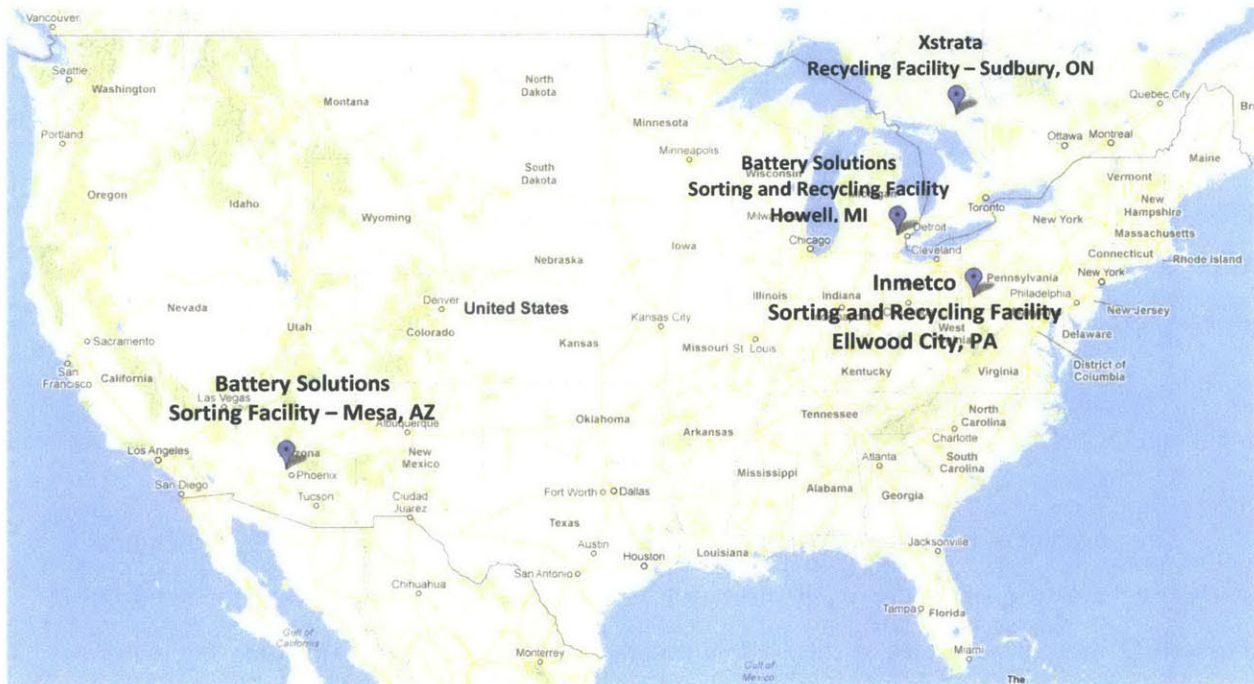 Vancouver
Xstrata
Recycling Facility – Sudbury, ON
Seattle
Washington
Montana
North
Dakota
Minnesota
Quebec City
Portland
Ottawa
Montreal
Maine
Minneapolis
Battery Solutions
Wisconsin
Sorting and Recycling Facility
Howell, MI
South
Dakota
Oregon
Idaho
Wyoming
Toronto
Vermont
New
Hampshire
New York
Massachusetts
Detroit
Chicago
Iowa
Cleveland
Connecticut
Rhode Island
Nebraska
Inmetco
Pennsylvania
New York
Nevada
Denver
United States
Illinois
Indiana
Philadelphia
Sorting and Recycling Facility
New Jersey
Utah
Colorado
Kansas City
Ellwood City, PA
West
Delaware
Sacramento
Kansas
Missouri
St Louis
District of
Columbia
San
Francisco
California
Kentucky
Virginia
Battery Solutions
Las Vegas
Sorting Facility – Mesa, AZ
Albuquerque
Oklahoma
Tennessee
North
Carolina
Arkansas
Charlotte
Los Angeles
New
Mexico
Phoenix
Atlanta
South
Carolina
Mississippi
Alabama
Georgia
San Diego
Tucson
Ciudad
Juarez
Fort Worth
Dallas
Texas
Jacksonville
Austin
Houston
Louisiana
San Antonio
Chihuahua
Tampa
Florida
Gulf of
California
Monterrey
Gulf of
Mexico
Miami
The